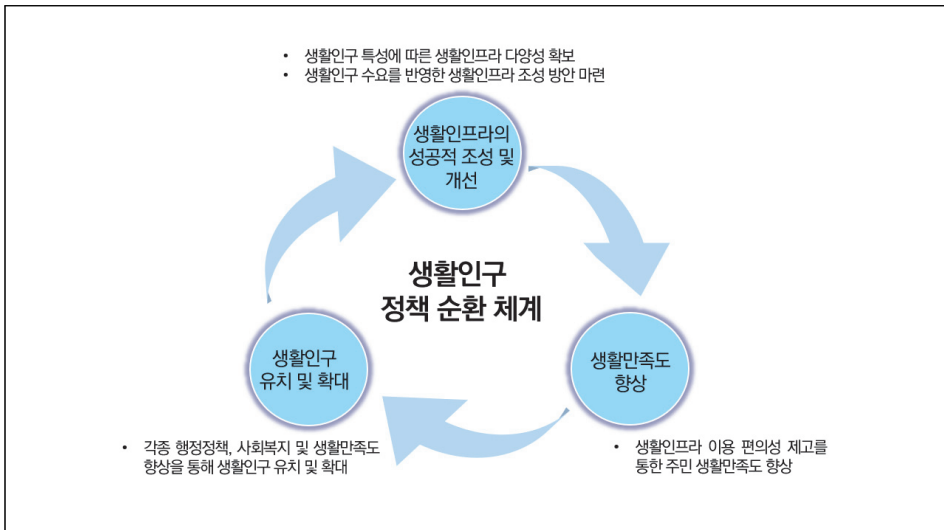 • 생활인구 특성에 따른 생활인프라 다양성 확보
• 생활인구 수요를 반영한 생활인프라 조성 방안 마련
생활인프라의
성공적 조성 및
개선
생활인구
정책 순환 체계
생활인구
유치 및 확대
생활만족도
향상
• 각종 행정정책, 사회복지 및 생활만족도
향상을 통해 생활인구 유치 및 확대
• 생활인프라 이용 편의성 제고를
통한 주민 생활만족도 향상